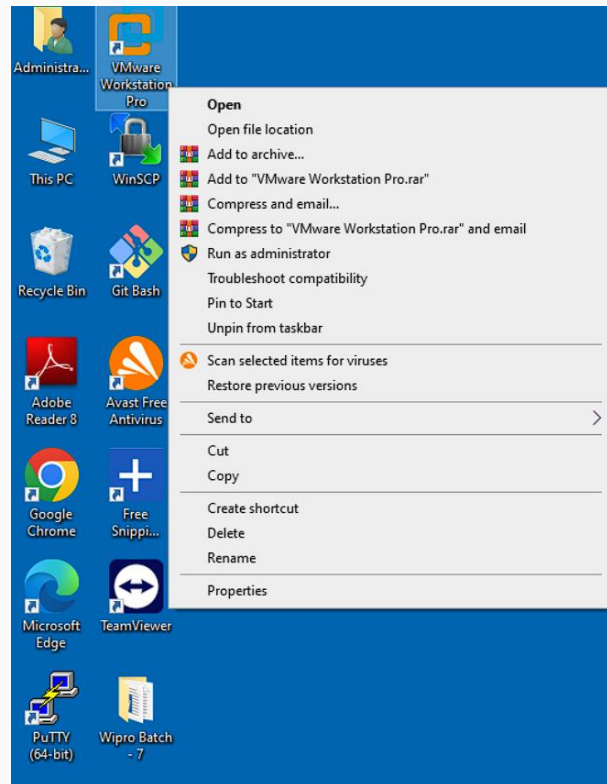 Administra...
VMware
Workstation
Pro
This PC
WinSCP
Recycle Bin
Git Bash
Adobe
Reader 8
Avast Free
Antivirus
Google
Chrome
Free
Snippi...
Microsoft
Edge
TeamViewer
PuTTY
(64-bit)
Wipro Batch
- 7
Open
Open file location
Add to archive...
Add to "VMware Workstation Pro.rar"
Compress and email...
Compress to "VMware Workstation Pro.rar" and email
Run as administrator
Troubleshoot compatibility
Pin to Start
Unpin from taskbar
Scan selected items for viruses
Restore previous versions
Send to
Cut
Copy
Create shortcut
Delete
Rename
Properties